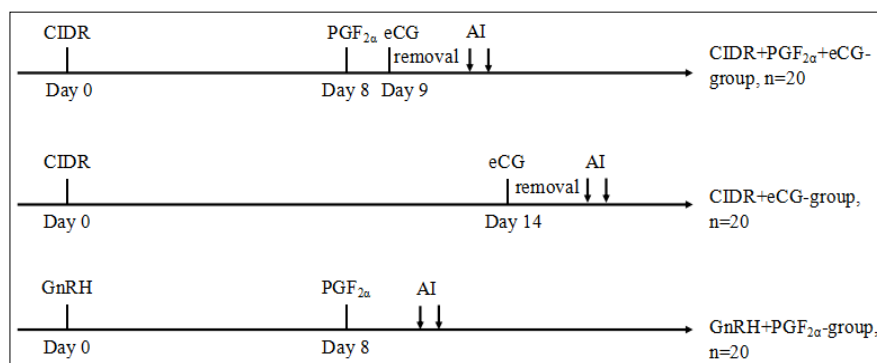 CIDR PGF2α eCG AI
removal
Day 0 Day 8 Day 9
CIDR+PGF2α+eCG-
group, n=20
CIDR eCG AI
removal
Day 0 Day 14
CIDR+eCG-group,
n=20
GnRH PGF2α AI
Day 0 Day 8
GnRH+PGF2α-group,
n=20